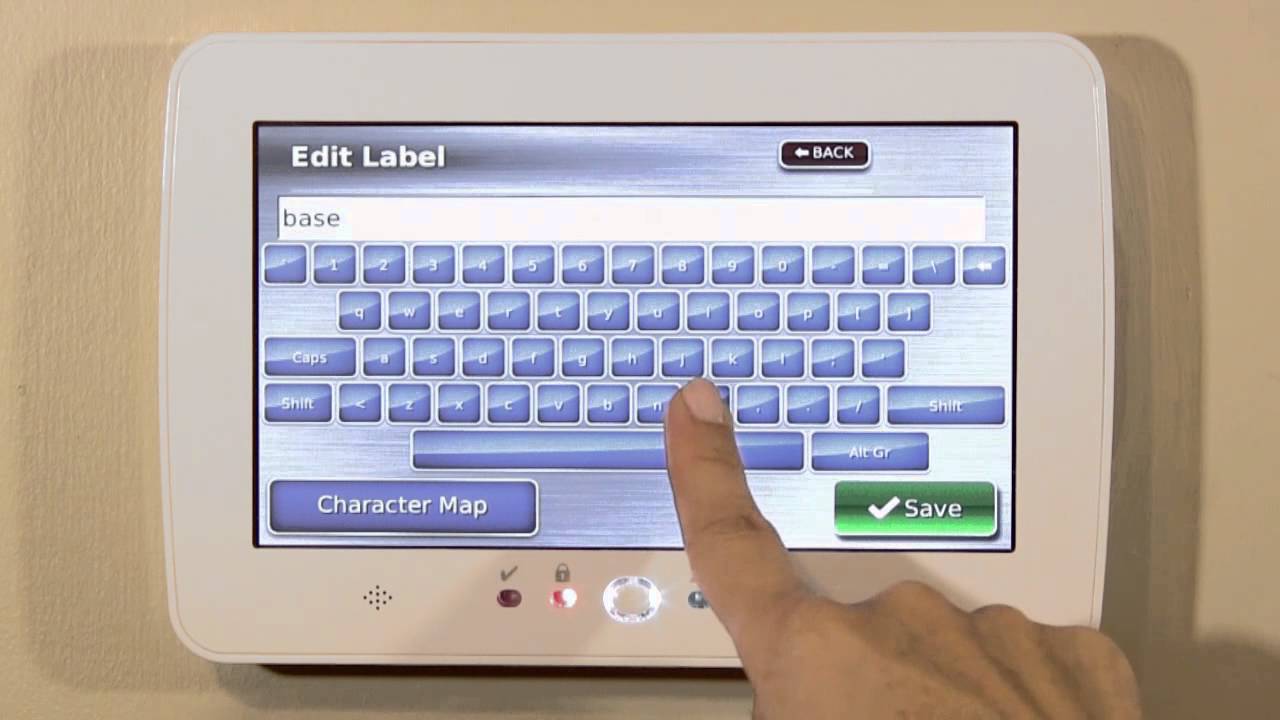 Edit Label
BACK
base
1 2 3 4 5 6 7 8 9 0 - = \
q w e r t y u i o p [ ]
Caps a s d f g h j k l ; '
Shift < z x c v b n , . / Shift
Alt Gr
Character Map
Save